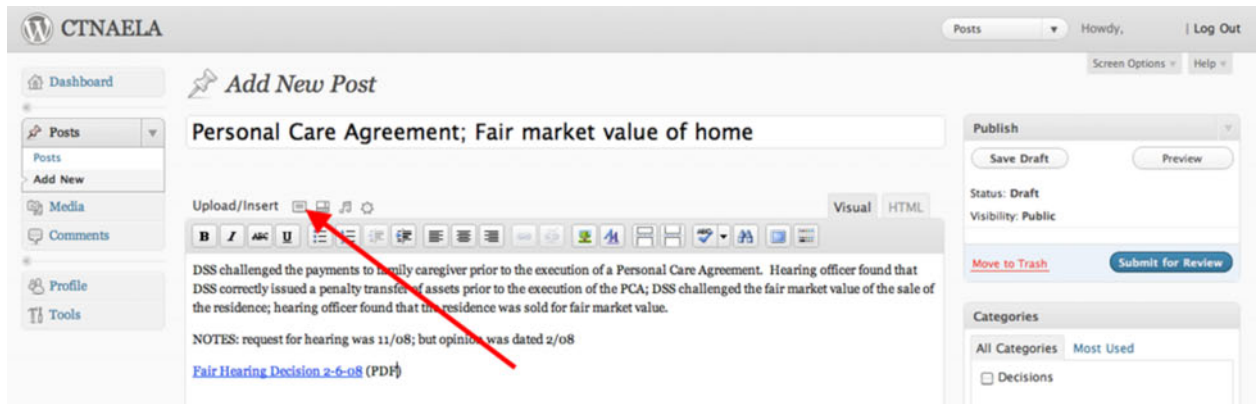 CTNAELA
Posts Howdy, | Log Out
Screen Options Help
Dashboard
Posts
Posts
Add New
Media
Comments
Profile
Tools
Add New Post
Personal Care Agreement; Fair market value of home
Upload/Insert
Visual HTML
B I ABC U ABC
DSS challenged the payments to family caregiver prior to the execution of a Personal Care Agreement. Hearing officer found that
DSS correctly issued a penalty transfer of assets prior to the execution of the PCA; DSS challenged the fair market value of the sale of
the residence; hearing officer found that the residence was sold for fair market value.
NOTES: request for hearing was 11/08; but opinion was dated 2/08
Fair Hearing Decision 2-6-08 (PDF)
Publish
Save Draft Preview
Status: Draft
Visibility: Public
Move to Trash Submit for Review
Categories
All Categories Most Used
Decisions